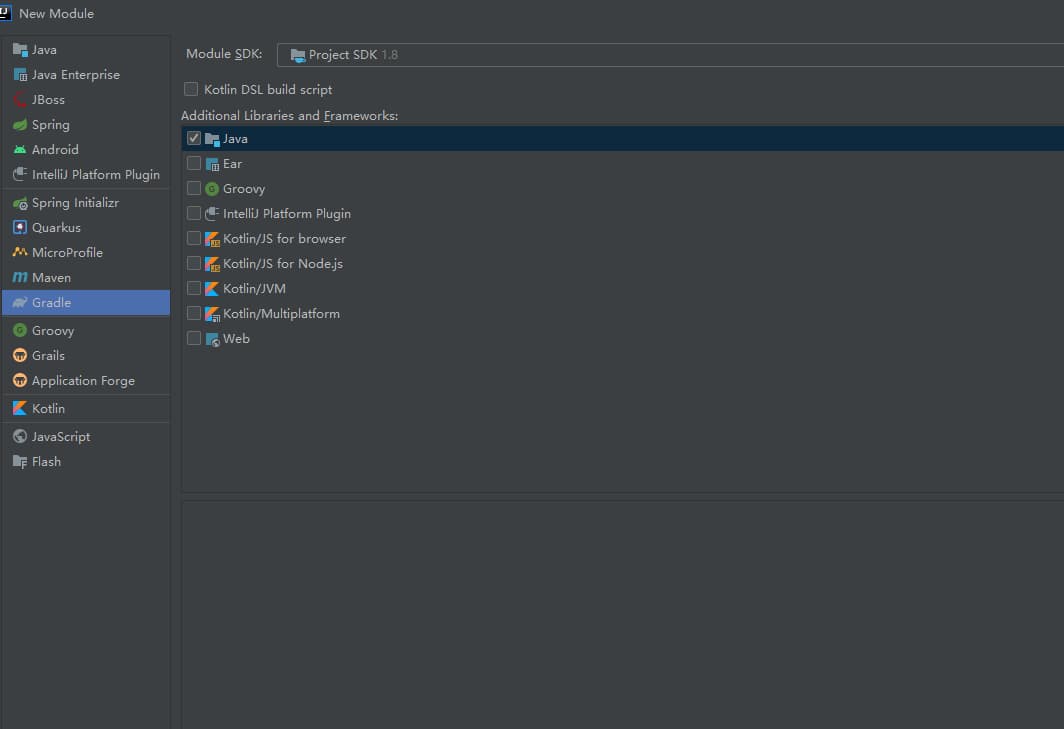 New Module
Java
Java Enterprise
JBoss
Spring
Android
IntelliJ Platform Plugin
Spring Initializr
Quarkus
MicroProfile
Maven
Gradle
Groovy
Grails
Application Forge
Kotlin
JavaScript
Flash
Module SDK: Project SDK 1.8
Kotlin DSL build script
Additional Libraries and Frameworks:
Java
Ear
Groovy
IntelliJ Platform Plugin
Kotlin/JS for browser
Kotlin/JS for Node.js
Kotlin/JVM
Kotlin/Multiplatform
Web